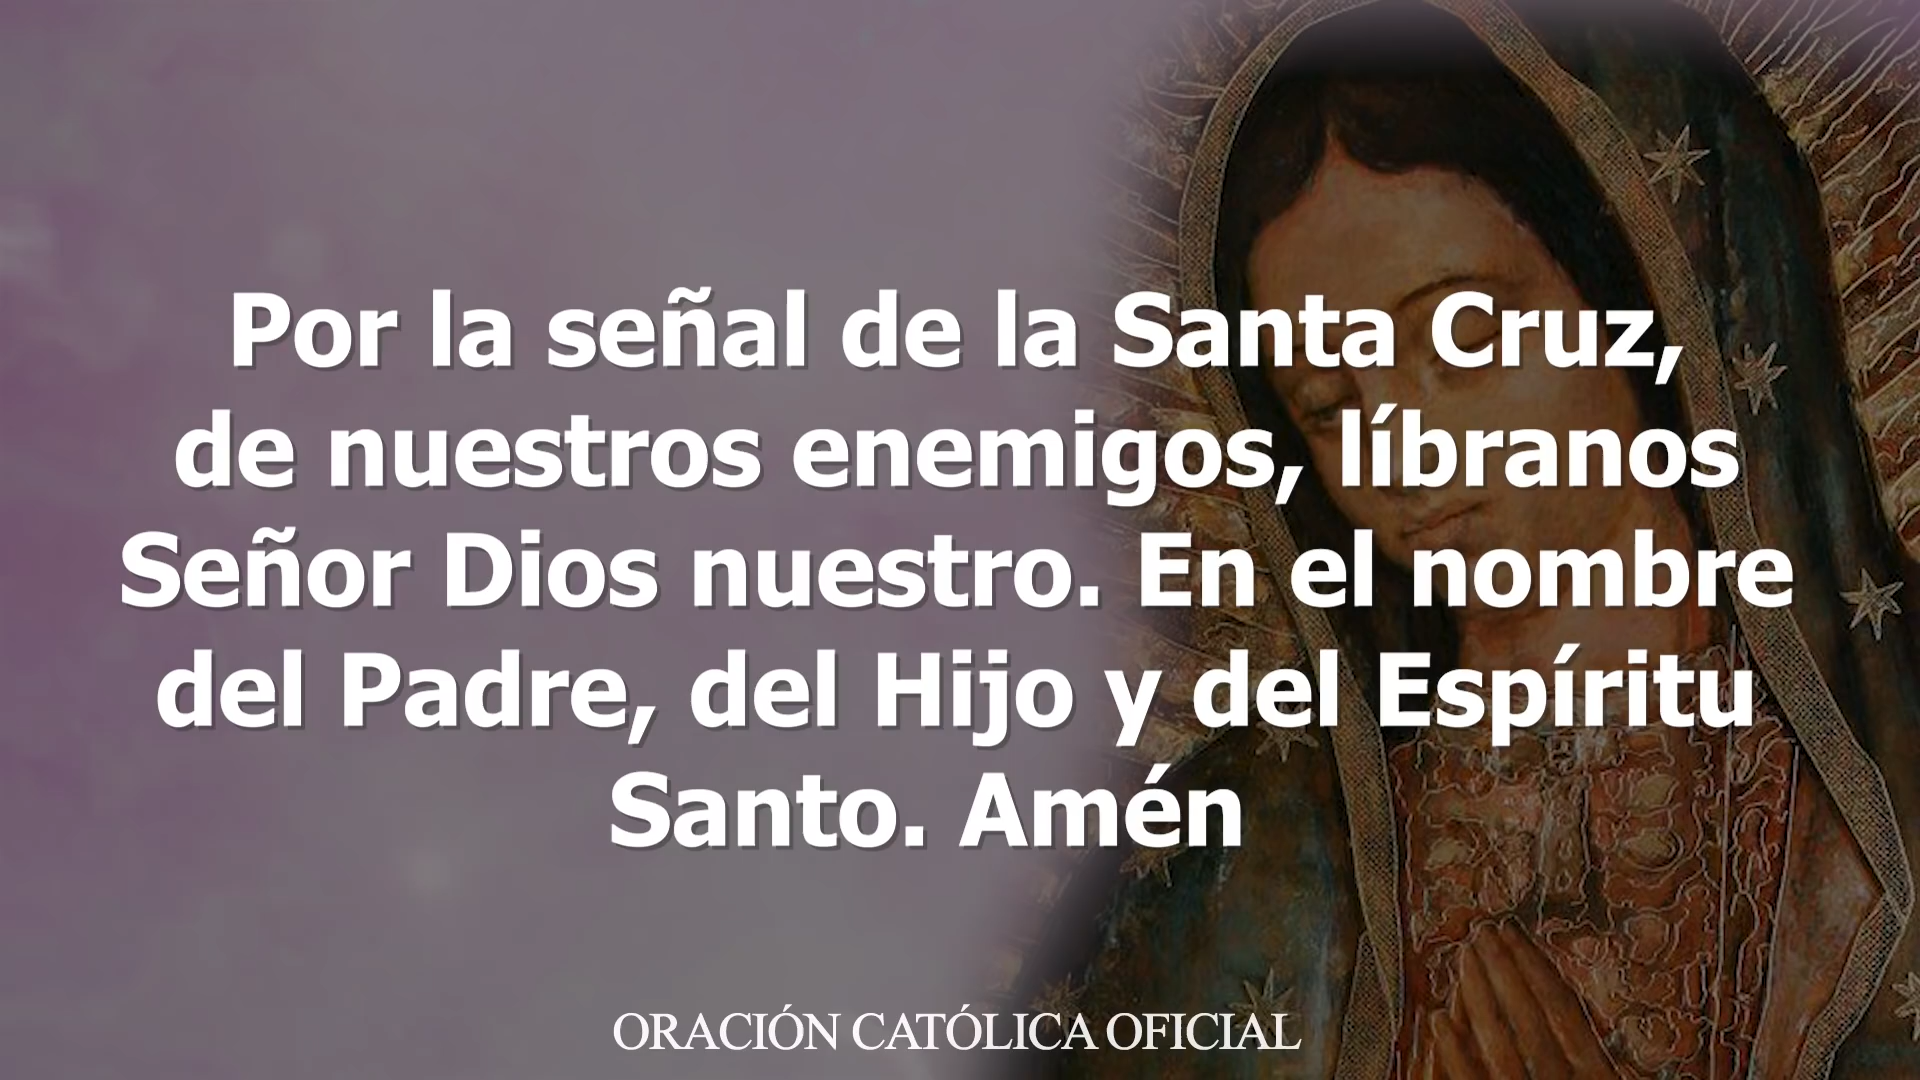 Por la señal de la Santa Cruz,
de nuestros enemigos, líbranos
Señor Dios nuestro. En el nombre
del Padre, del Hijo y del Espíritu
Santo. Amén
ORACIÓN CATÓLICA OFICIAL